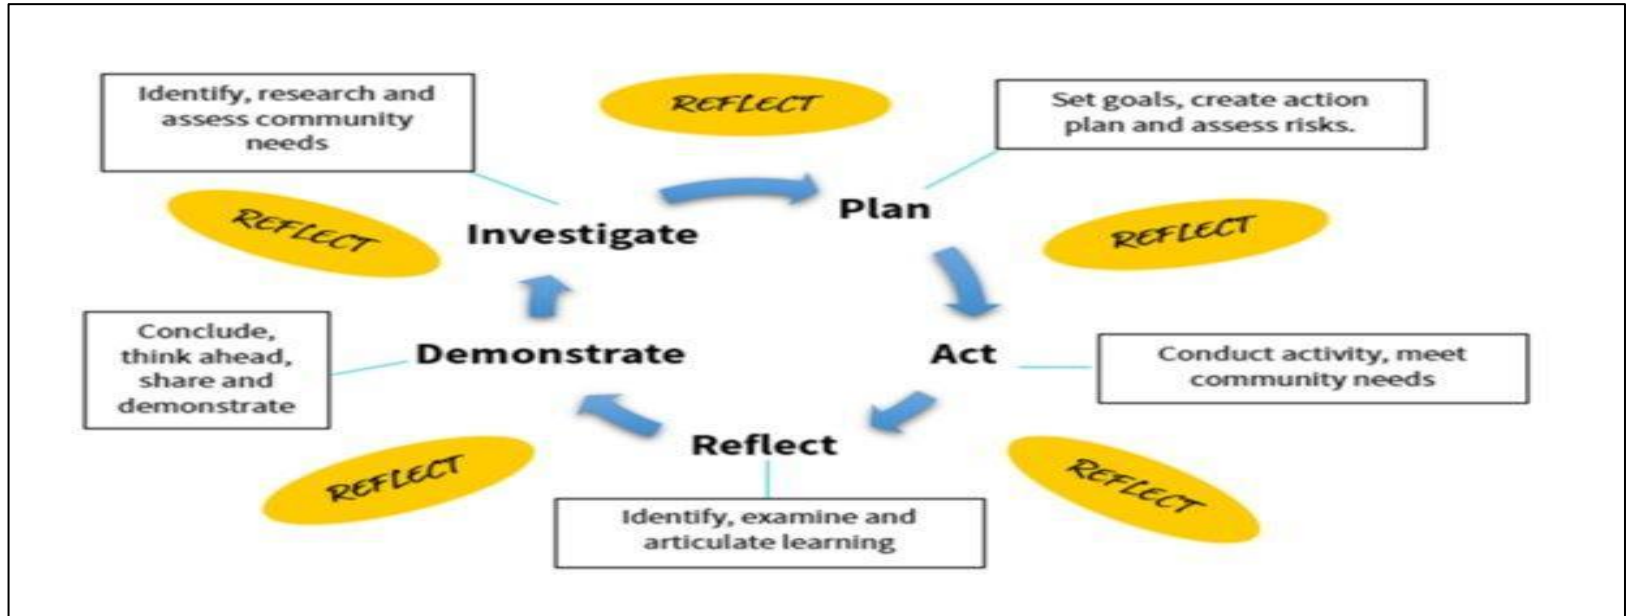 Identify, research and
assess community
needs
REFLECT
Set goals, create action
plan and assess risks.
REFLECT
Investigate
Plan
REFLECT
Conclude,
think ahead,
share and
demonstrate
Demonstrate
Act
Conduct activity, meet
community needs
REFLECT
Reflect
REFLECT
Identify, examine and
articulate learning